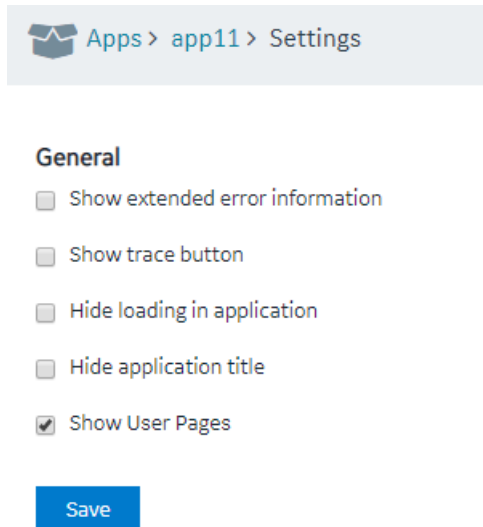 Apps > app11 > Settings
General
Show extended error information
Show trace button
Hide loading in application
Hide application title
Show User Pages
Save